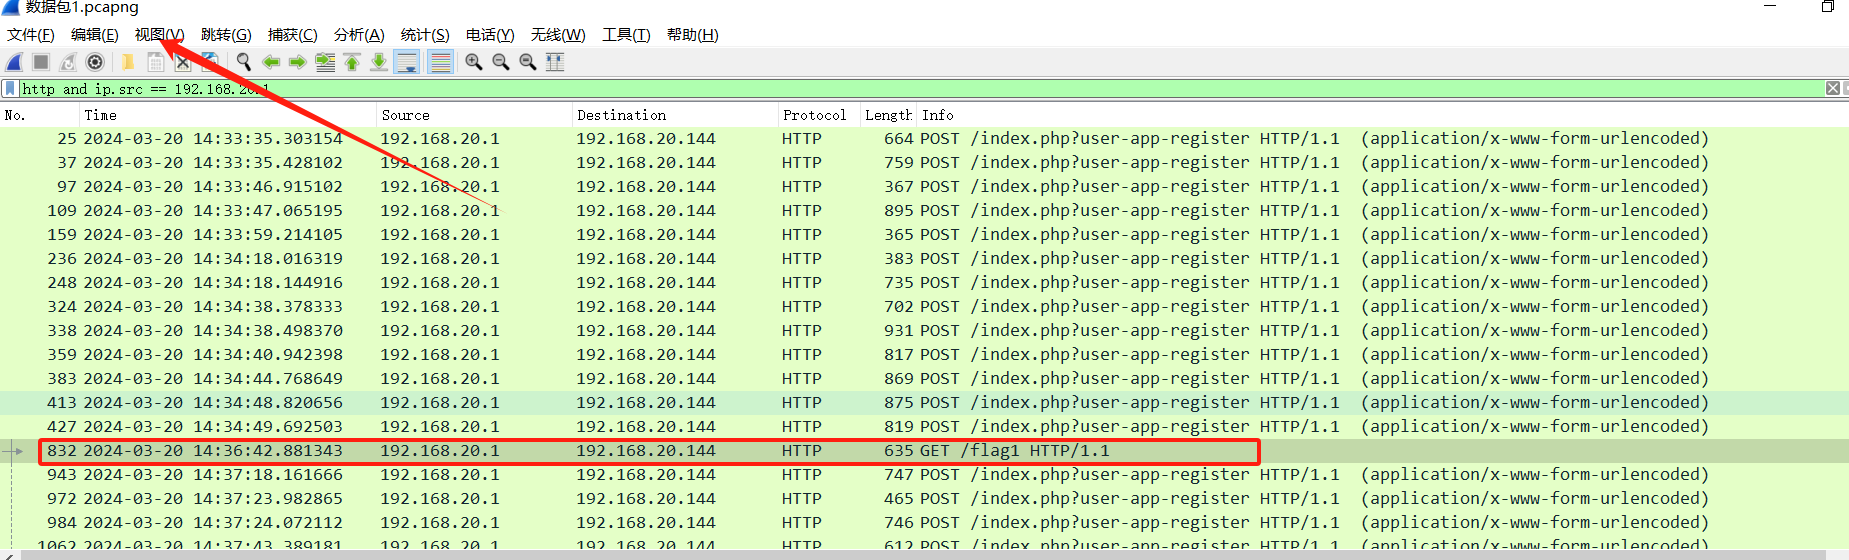 数据包1.pcapng
文件(F) 编辑(E) 视图(V) 跳转(G) 捕获(C) 分析(A) 统计(S) 电话(Y) 无线(W) 工具(T) 帮助(H)
http and ip.src == 192.168.20.1
No. Time Source Destination Protocol Length Info
25 2024-03-20 14:33:35.303154 192.168.20.1 192.168.20.144 HTTP 664 POST /index.php?user-app-register HTTP/1.1 (application/x-www-form-urlencoded)
37 2024-03-20 14:33:35.428102 192.168.20.1 192.168.20.144 HTTP 759 POST /index.php?user-app-register HTTP/1.1 (application/x-www-form-urlencoded)
97 2024-03-20 14:33:46.915102 192.168.20.1 192.168.20.144 HTTP 367 POST /index.php?user-app-register HTTP/1.1 (application/x-www-form-urlencoded)
109 2024-03-20 14:33:47.065195 192.168.20.1 192.168.20.144 HTTP 895 POST /index.php?user-app-register HTTP/1.1 (application/x-www-form-urlencoded)
159 2024-03-20 14:33:59.214105 192.168.20.1 192.168.20.144 HTTP 365 POST /index.php?user-app-register HTTP/1.1 (application/x-www-form-urlencoded)
236 2024-03-20 14:34:18.016319 192.168.20.1 192.168.20.144 HTTP 383 POST /index.php?user-app-register HTTP/1.1 (application/x-www-form-urlencoded)
248 2024-03-20 14:34:18.144916 192.168.20.1 192.168.20.144 HTTP 735 POST /index.php?user-app-register HTTP/1.1 (application/x-www-form-urlencoded)
324 2024-03-20 14:34:38.378333 192.168.20.1 192.168.20.144 HTTP 702 POST /index.php?user-app-register HTTP/1.1 (application/x-www-form-urlencoded)
338 2024-03-20 14:34:38.498370 192.168.20.1 192.168.20.144 HTTP 931 POST /index.php?user-app-register HTTP/1.1 (application/x-www-form-urlencoded)
359 2024-03-20 14:34:40.942398 192.168.20.1 192.168.20.144 HTTP 817 POST /index.php?user-app-register HTTP/1.1 (application/x-www-form-urlencoded)
383 2024-03-20 14:34:44.768649 192.168.20.1 192.168.20.144 HTTP 869 POST /index.php?user-app-register HTTP/1.1 (application/x-www-form-urlencoded)
413 2024-03-20 14:34:48.820656 192.168.20.1 192.168.20.144 HTTP 875 POST /index.php?user-app-register HTTP/1.1 (application/x-www-form-urlencoded)
427 2024-03-20 14:34:49.692503 192.168.20.1 192.168.20.144 HTTP 819 POST /index.php?user-app-register HTTP/1.1 (application/x-www-form-urlencoded)
832 2024-03-20 14:36:42.881343 192.168.20.1 192.168.20.144 HTTP 635 GET /flag1 HTTP/1.1
943 2024-03-20 14:37:18.161666 192.168.20.1 192.168.20.144 HTTP 747 POST /index.php?user-app-register HTTP/1.1 (application/x-www-form-urlencoded)
972 2024-03-20 14:37:23.982865 192.168.20.1 192.168.20.144 HTTP 465 POST /index.php?user-app-register HTTP/1.1 (application/x-www-form-urlencoded)
984 2024-03-20 14:37:24.072112 192.168.20.1 192.168.20.144 HTTP 746 POST /index.php?user-app-register HTTP/1.1 (application/x-www-form-urlencoded)
1062 2024-03-20 14:37:43.389181 192.168.20.1 192.168.20.144 HTTP 612 POST /index.php?user-app-register HTTP/1.1 (application/x-www-form-urlencoded)